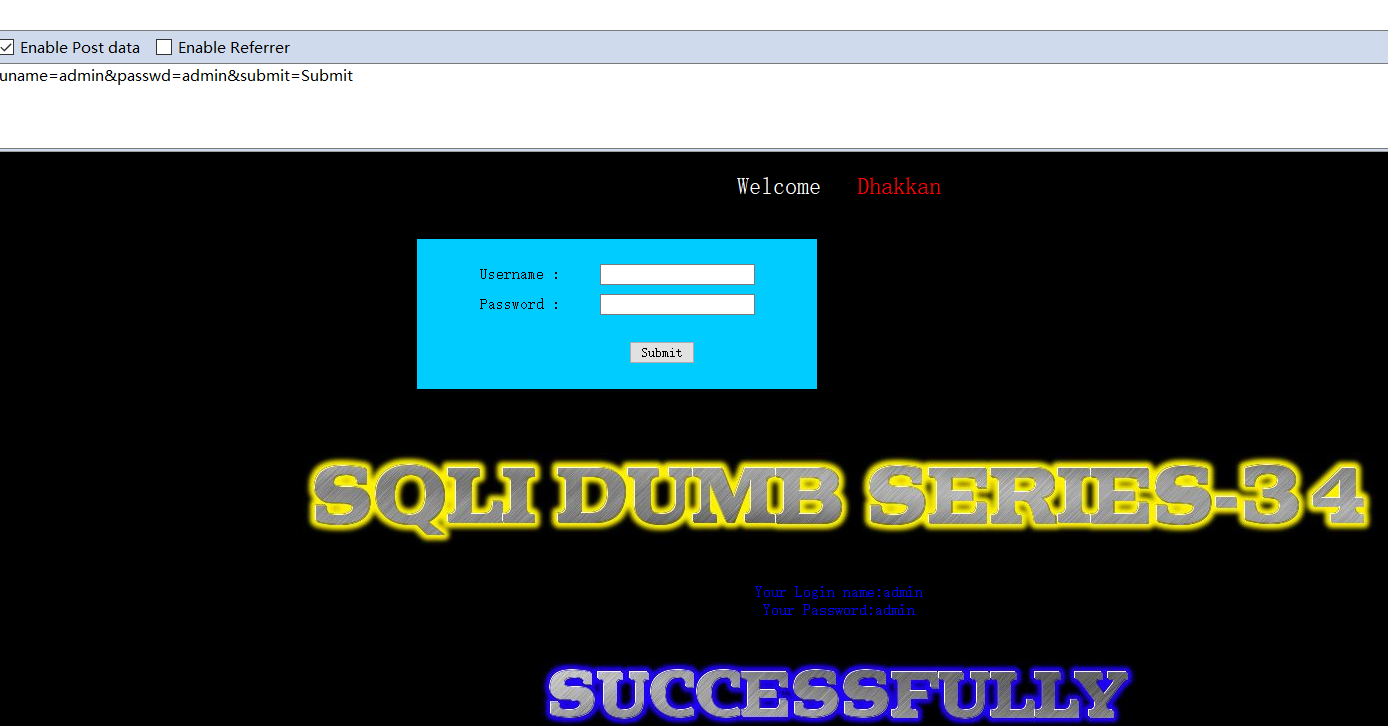 Enable Post data Enable Referrer
uname=admin&passwd=admin&submit=Submit
Welcome Dhakkan
Username :
Password :
Submit
SQLI DUMB SERIES-34
Your Login name:admin
Your Password:admin
SUCCESSFULLY